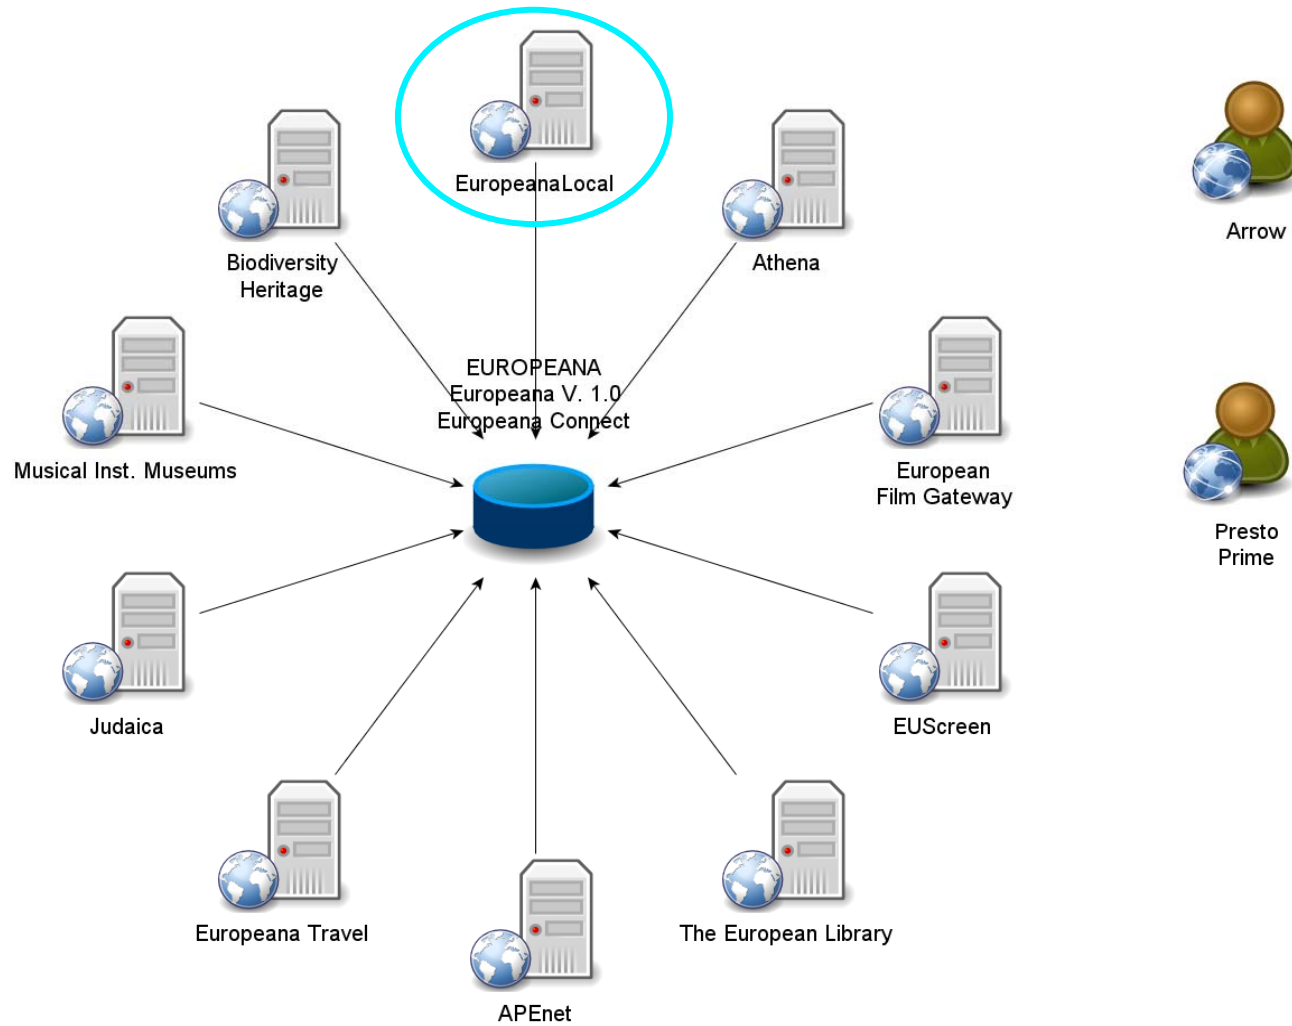 EuropeanaLocal
Arrow
Biodiversity
Heritage
Athena
EUROPEANA
Europeana V. 1.0
Europeana Connect
Musical Inst. Museums
European
Film Gateway
Presto
Prime
Judaica
EUScreen
Europeana Travel
The European Library
APEnet